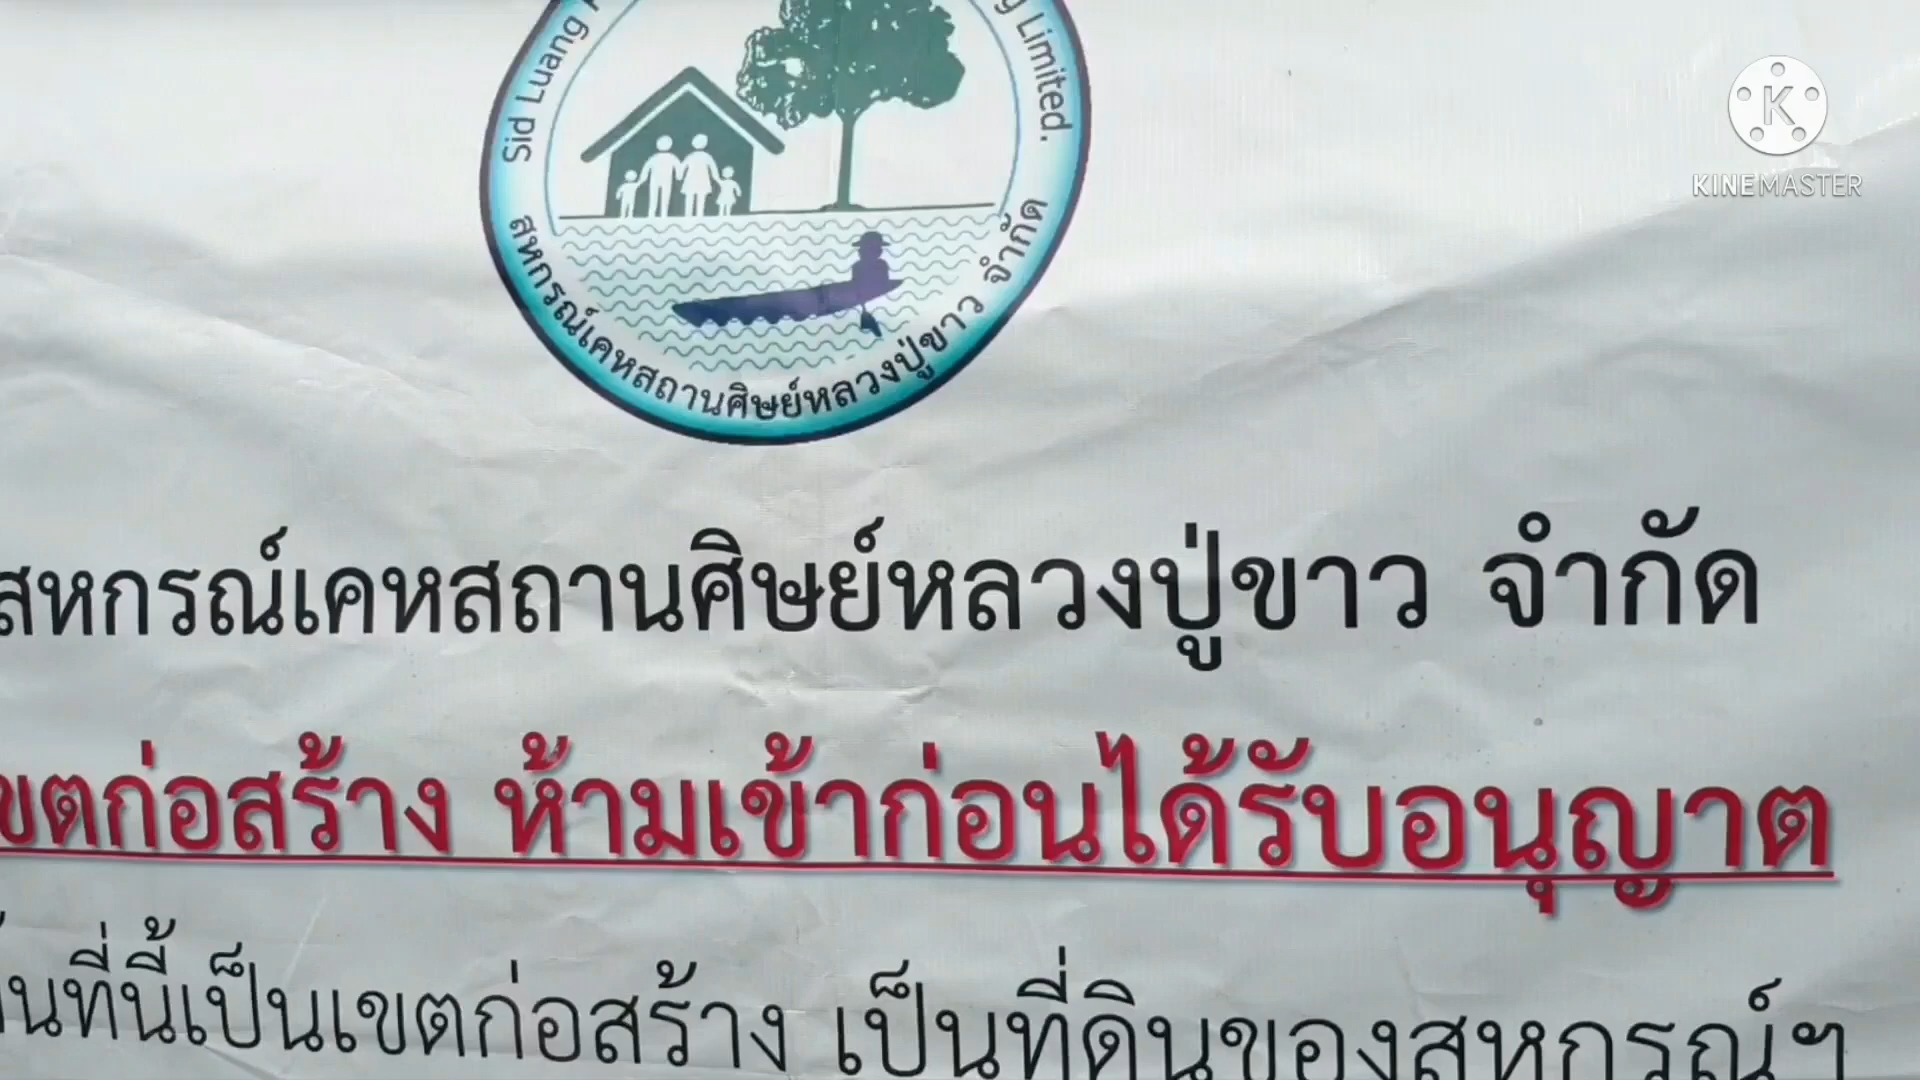 Sid Luang
Limited.
สหกรณ์เคหสถานศิษย์หลวงปู่ขาว จำกัด
KINEMASTER
สหกรณ์เคหสถานศิษย์หลวงปู่ขาว จำกัด
เขตก่อสร้าง ห้ามเข้าก่อนได้รับอนุญาต
ที่นี้เป็นเขตก่อสร้าง เป็นที่ดินของสหกรณ์ฯ